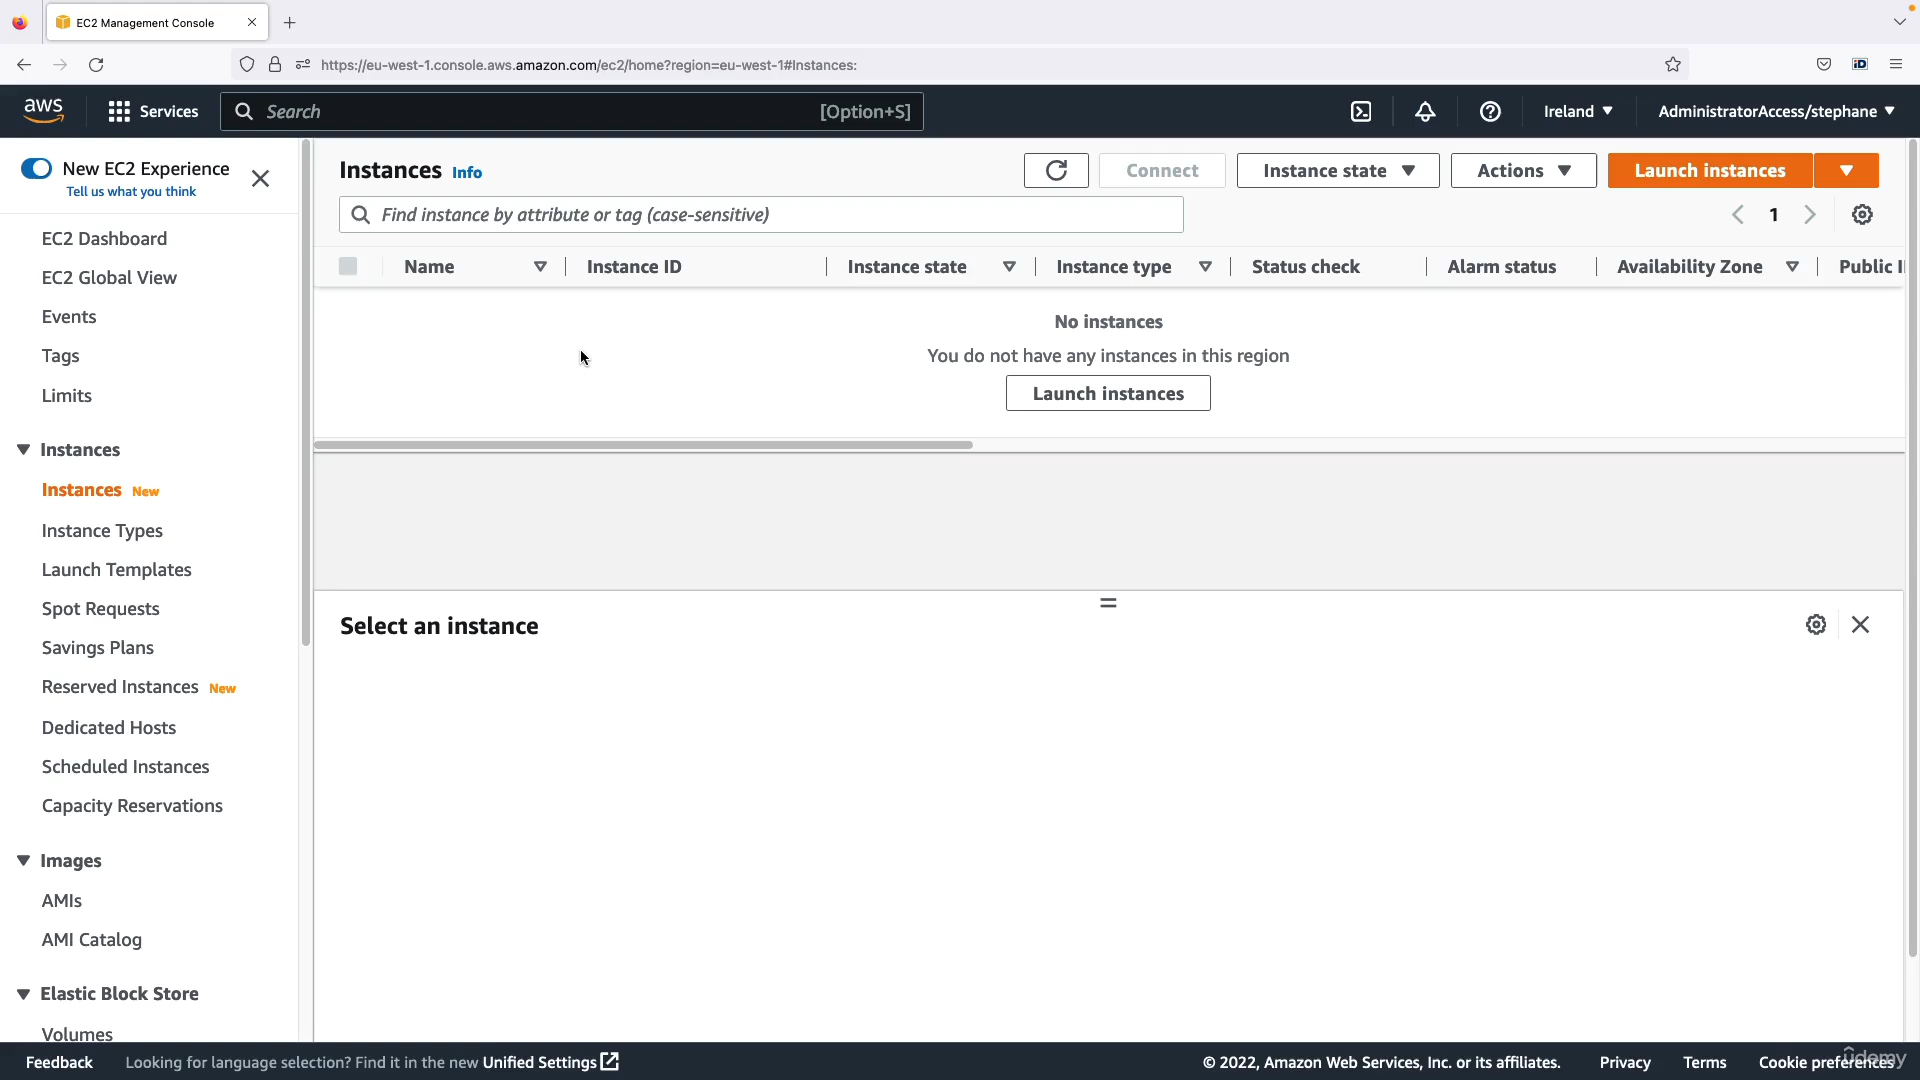 EC2 Management Console
https://eu-west-1.console.aws.amazon.com/ec2/home?region=eu-west-1#Instances:
aws
Services
Search
[Option+S]
Ireland
AdministratorAccess/stephane
New EC2 Experience
Tell us what you think
EC2 Dashboard
EC2 Global View
Events
Tags
Limits
Instances
Instances New
Instance Types
Launch Templates
Spot Requests
Savings Plans
Reserved Instances New
Dedicated Hosts
Scheduled Instances
Capacity Reservations
Images
AMIs
AMI Catalog
Elastic Block Store
Volumes
Instances Info
Connect
Instance state
Actions
Launch instances
Find instance by attribute or tag (case-sensitive)
1
Name
Instance ID
Instance state
Instance type
Status check
Alarm status
Availability Zone
Public I
No instances
You do not have any instances in this region
Launch instances
Select an instance
Feedback
Looking for language selection? Find it in the new Unified Settings
© 2022, Amazon Web Services, Inc. or its affiliates.
Privacy
Terms
Cookie preferences
ûdemy